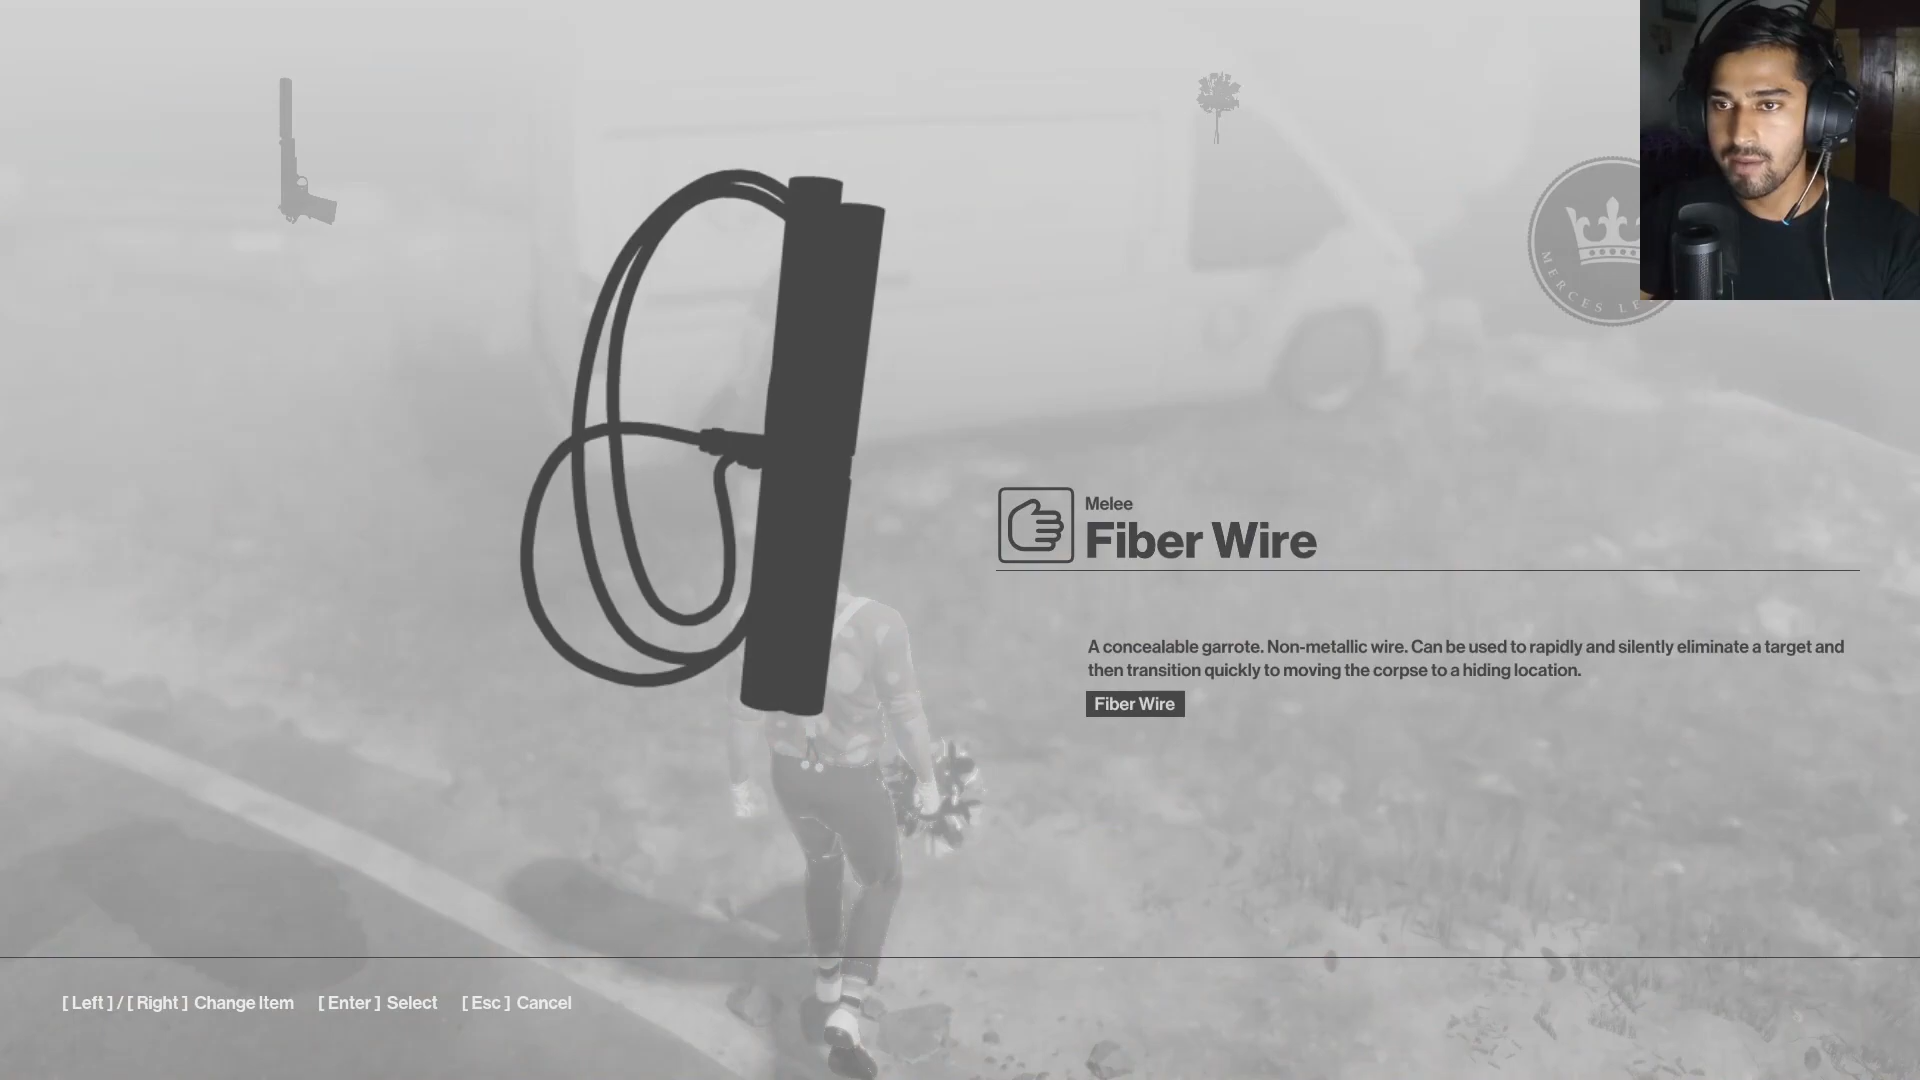 MERCES LE
Melee
Fiber Wire
A concealable garrote. Non-metallic wire. Can be used to rapidly and silently eliminate a target and
then transition quickly to moving the corpse to a hiding location.
Fiber Wire
[ Left ] / [ Right ] Change Item [ Enter ] Select [ Esc ] Cancel